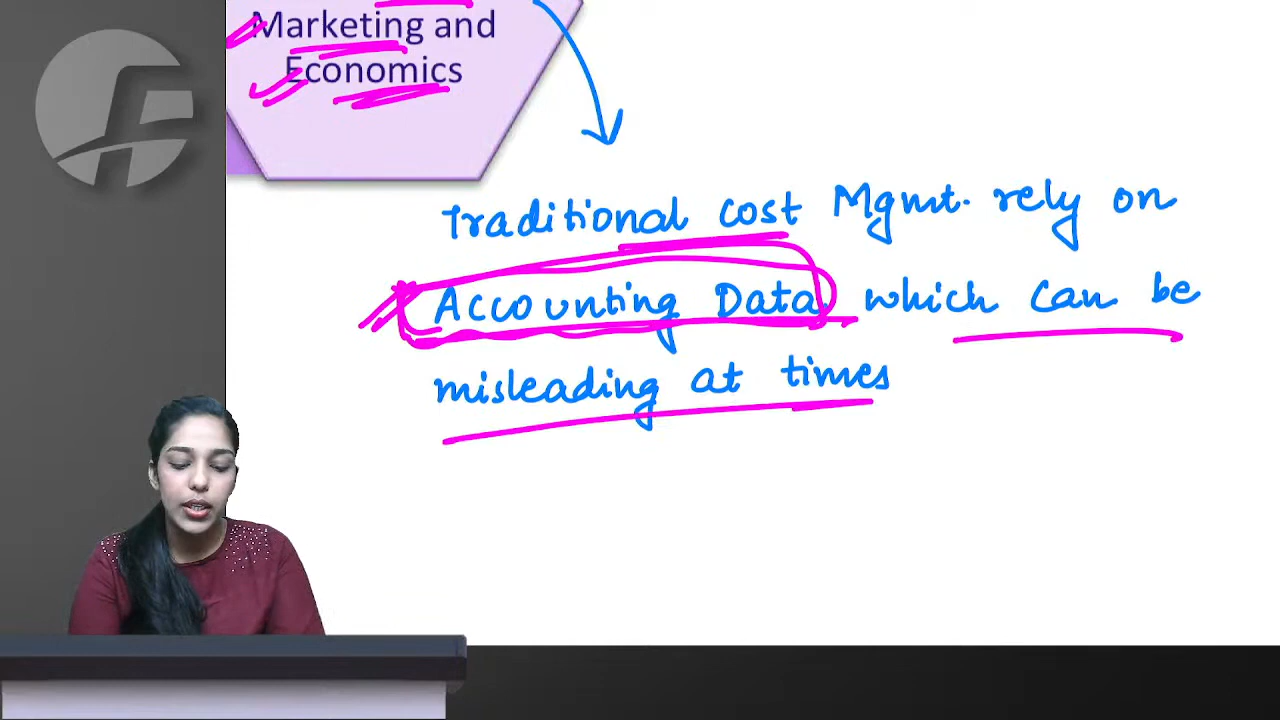 Marketing and
Economics
Traditional cost Mgmt. rely on
Accounting Data which can be
misleading at times